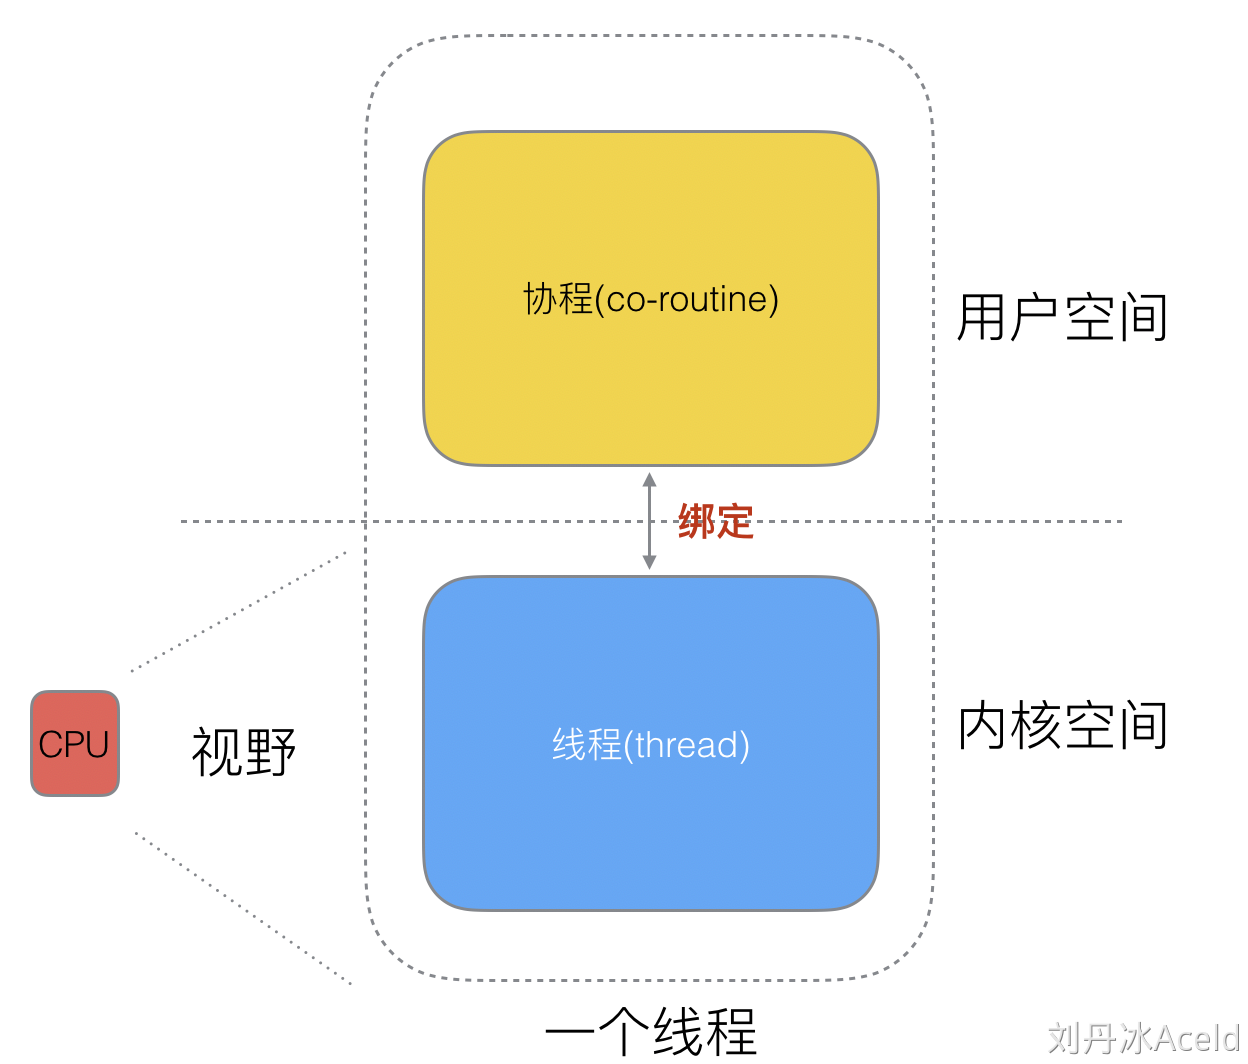 协程(co-routine)
用户空间
绑定
线程(thread)
内核空间
CPU
视野
一个线程
刘丹冰Aceld